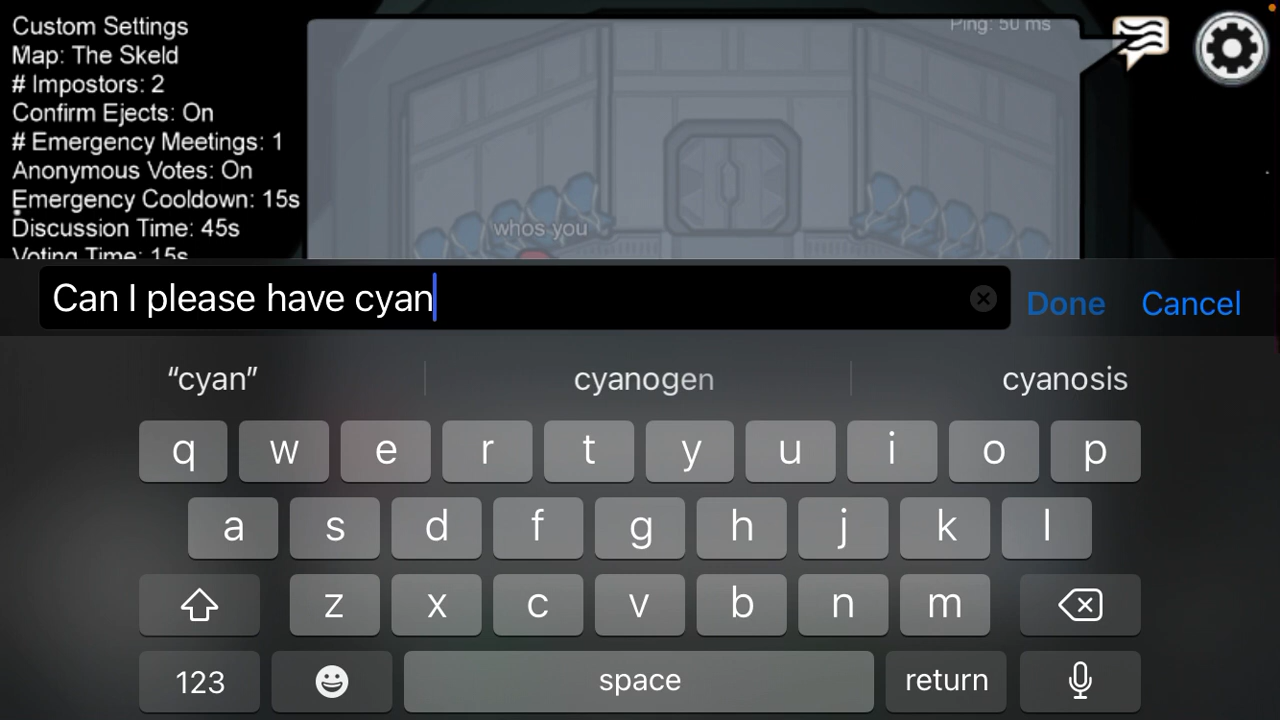 Custom Settings
Map: The Skeld
# Impostors: 2
Confirm Ejects: On
# Emergency Meetings: 1
Anonymous Votes: On
Emergency Cooldown: 15s
Discussion Time: 45s
Voting Time: 15s
Ping: 50 ms
whos you
Can I please have cyan
Done
Cancel
“cyan”
cyanogen
cyanosis
q w e r t y u i o p
a s d f g h j k l
z x c v b n m
123
space
return